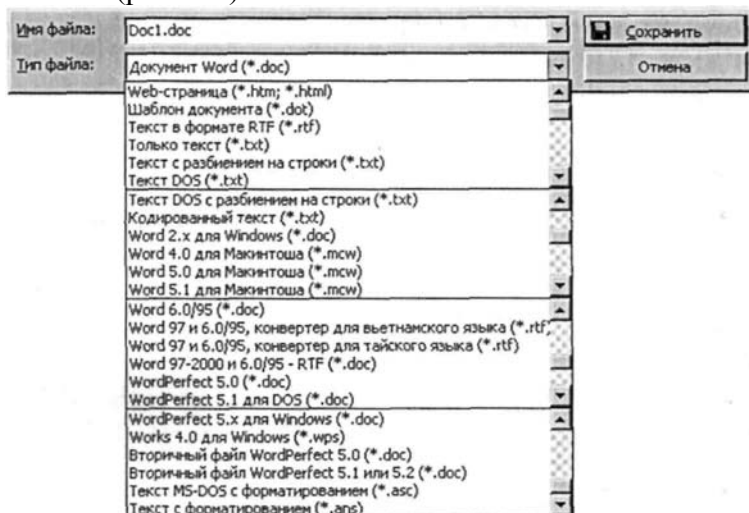 Имя файла: Doc1.doc Сохранить
Тип файла: Документ Word (*.doc) Отмена
Web-страница (*.htm; *.html)
Шаблон документа (*.dot)
Текст в формате RTF (*.rtf)
Только текст (*.txt)
Текст с разбиением на строки (*.txt)
Текст DOS (*.txt)
Текст DOS с разбиением на строки (*.txt)
Кодированный текст (*.txt)
Word 2.x для Windows (*.doc)
Word 4.0 для Макинтоша (*.mcw)
Word 5.0 для Макинтоша (*.mcw)
Word 5.1 для Макинтоша (*.mcw)
Word 6.0/95 (*.doc)
Word 97 и 6.0/95, конвертер для вьетнамского языка (*.rtf)
Word 97 и 6.0/95, конвертер для тайского языка (*.rtf)
Word 97-2000 и 6.0/95 - RTF (*.doc)
WordPerfect 5.0 (*.doc)
WordPerfect 5.1 для DOS (*.doc)
WordPerfect 5.x для Windows (*.doc)
Works 4.0 для Windows (*.wps)
Вторичный файл WordPerfect 5.0 (*.doc)
Вторичный файл WordPerfect 5.1 или 5.2 (*.doc)
Текст MS-DOS с форматированием (*.asc)
Текст с форматированием (*.ans)